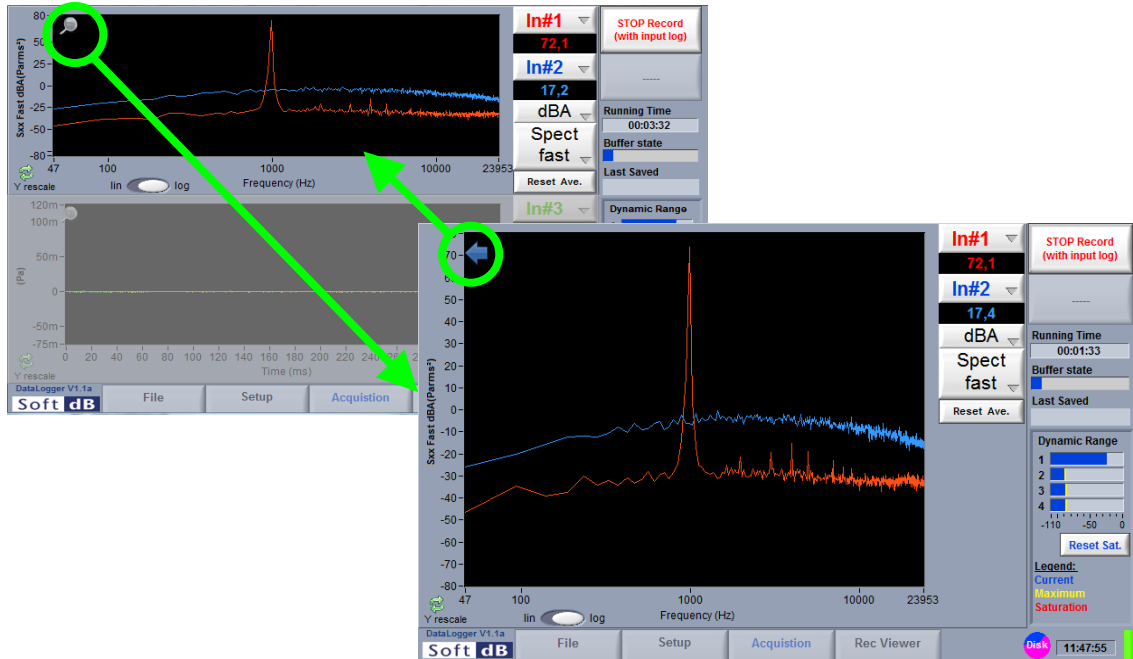 80-
50-
25-
0-
-25-
-50-
-80-
Sxx Fast dBA(Parms²)
47 100 1000 10000 23953
Y rescale
lin log
Frequency (Hz)
In#1
72,1
In#2
17,2
dBA
Spect
fast
Reset Ave.
In#3
STOP Record
(with input log)
-----
Running Time
00:03:32
Buffer state
Last Saved
Dynamic Range
120m-
100m-
50m-
0-
-50m-
-75m-
(Pa)
0 20 40 60 80 100 120 140 160 180 200 220 240 260
Time (ms)
Y rescale
DataLogger V1.1a
Soft dB
File
Setup
Acquistion
70-
50-
40-
30-
20-
10-
0-
-10-
-20-
-30-
-40-
-50-
-60-
-70-
-80-
Sxx Fast dBA(Parms²)
47 100 1000 10000 23953
Y rescale
lin log
Frequency (Hz)
In#1
72,1
In#2
17,4
dBA
Spect
fast
Reset Ave.
STOP Record
(with input log)
-----
Running Time
00:01:33
Buffer state
Last Saved
Dynamic Range
1
2
3
4
-110 -50 0
Reset Sat.
Legend:
Current
Maximum
Saturation
DataLogger V1.1a
Soft dB
File
Setup
Acquistion
Rec Viewer
Disk
11:47:55